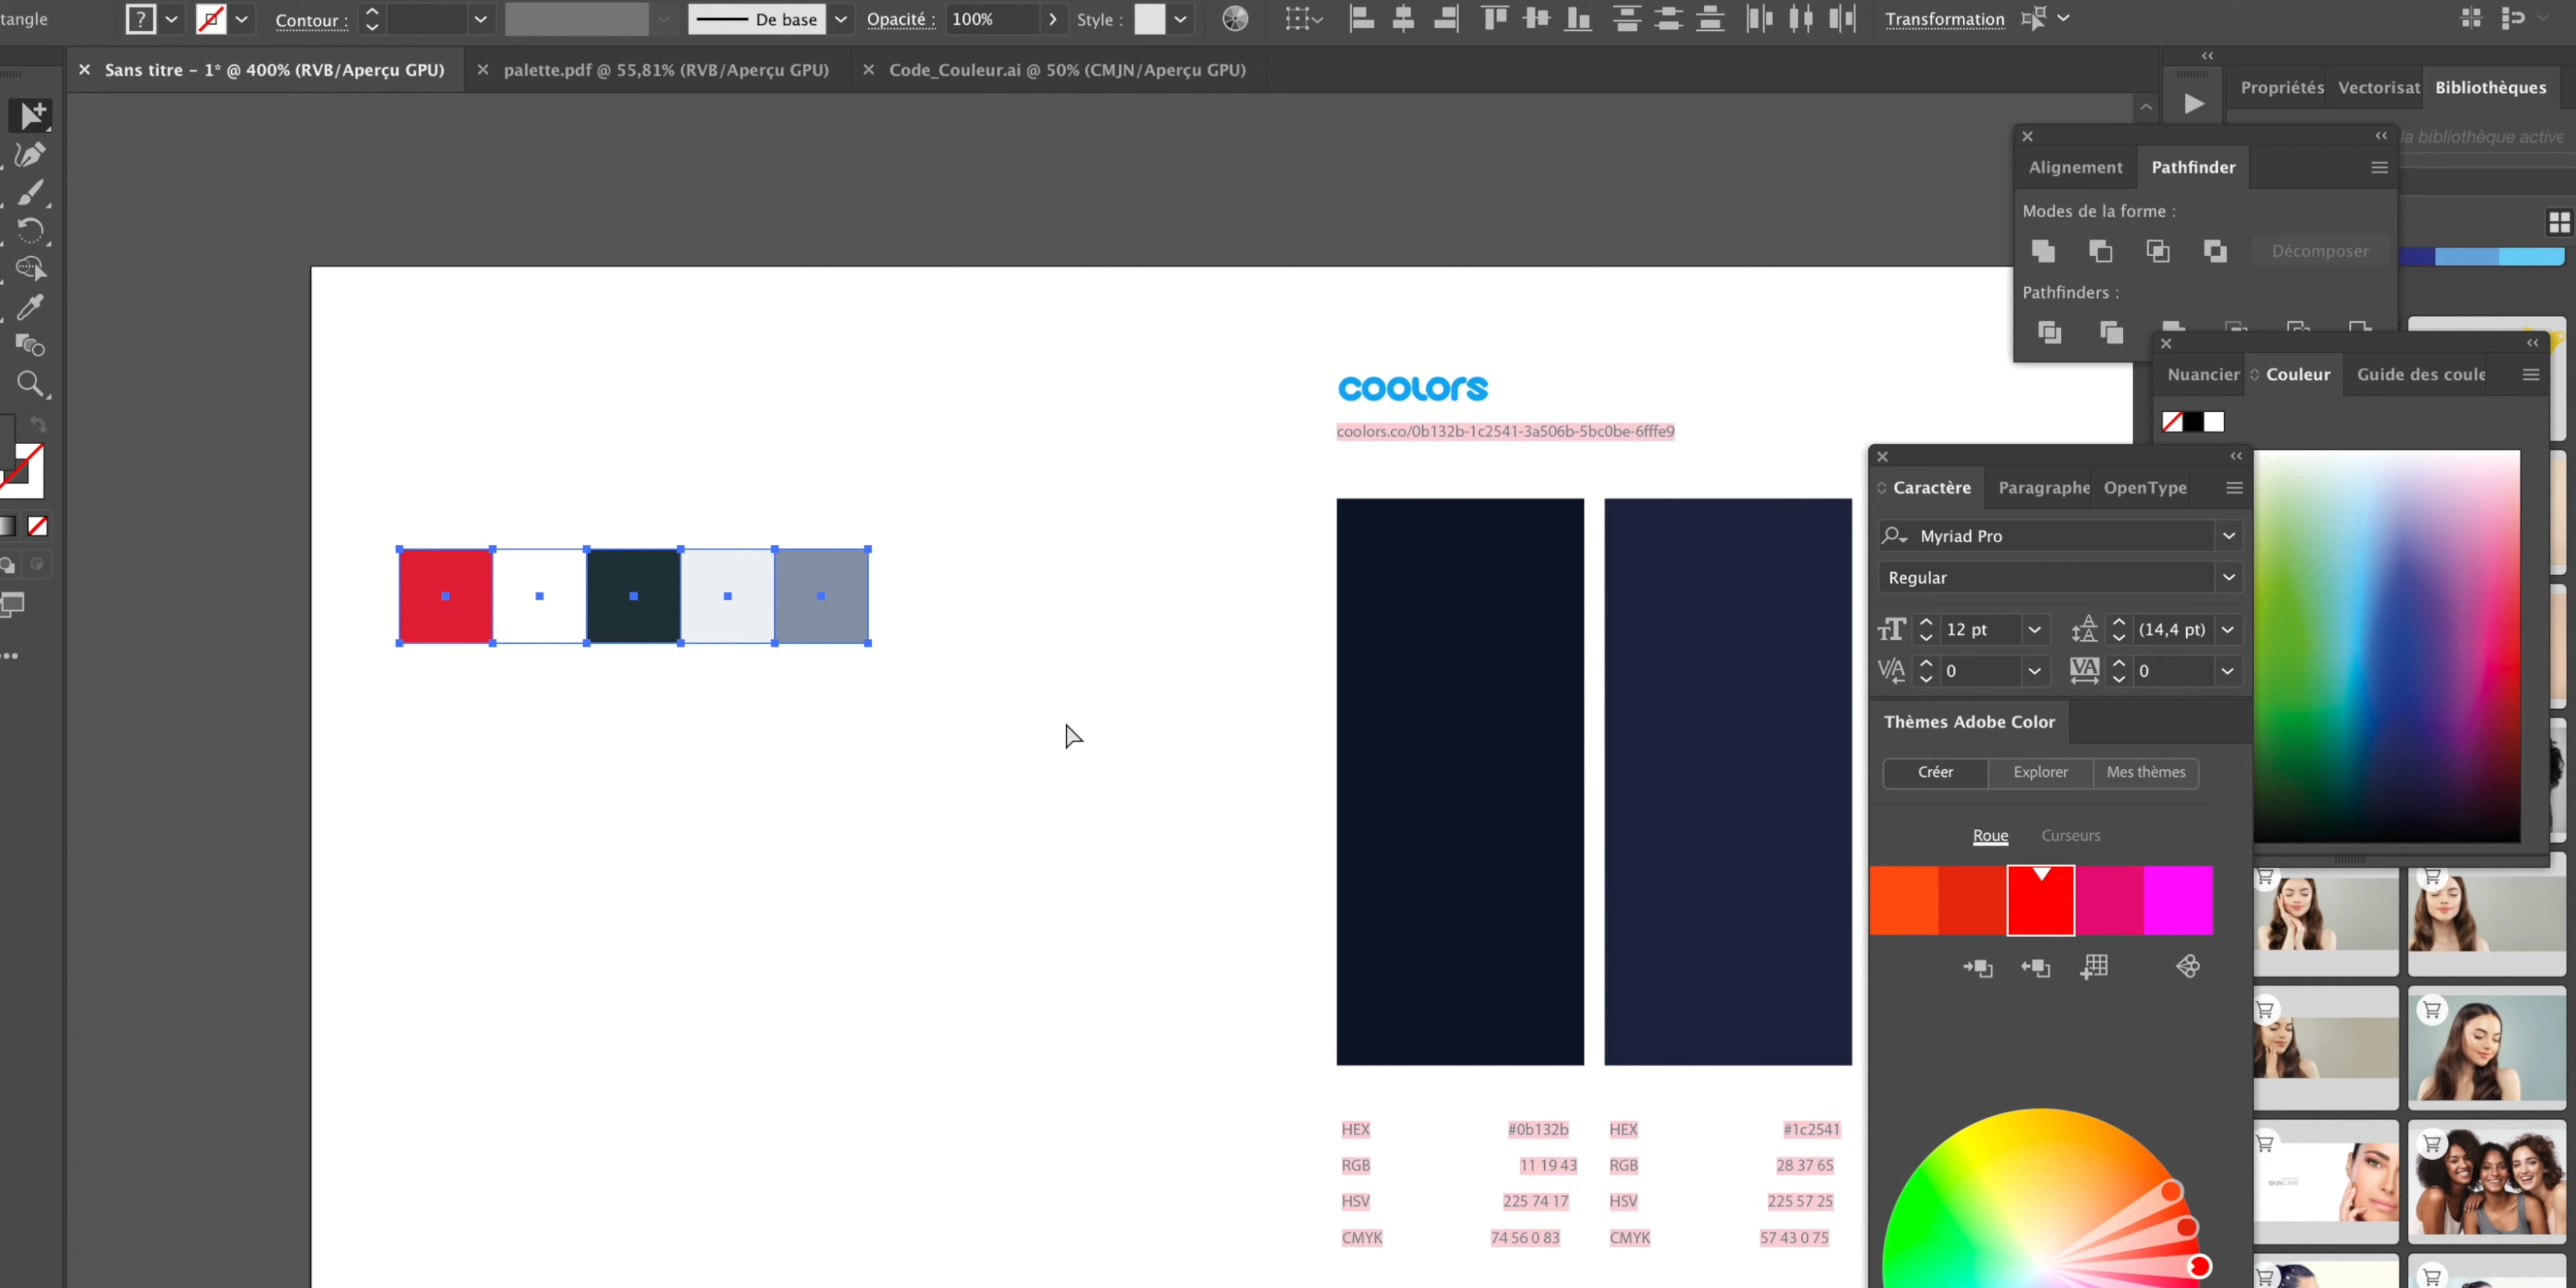 tangle
?
Contour :
De base
Opacité :
100%
Style :
Transformation
Sans titre – 1* @ 400% (RVB/Aperçu GPU)
palette.pdf @ 55,81% (RVB/Aperçu GPU)
Code_Couleur.ai @ 50% (CMJN/Aperçu GPU)
Propriétés
Vectorisat
Bibliothèques
la bibliothèque active
Alignement
Pathfinder
Modes de la forme :
Décomposer
Pathfinders :
Nuancier
Couleur
Guide des coule
coolors
coolors.co/0b132b-1c2541-3a506b-5bc0be-6fffe9
Caractère
Paragraphe
OpenType
Myriad Pro
Regular
12 pt
(14,4 pt)
0
0
Thèmes Adobe Color
Créer
Explorer
Mes thèmes
Roue
Curseurs
HEX #0b132b
HEX #1c2541
RGB 11 19 43
RGB 28 37 65
HSV 225 74 17
HSV 225 57 25
CMYK 74 56 0 83
CMYK 57 43 0 75
SKINCARE